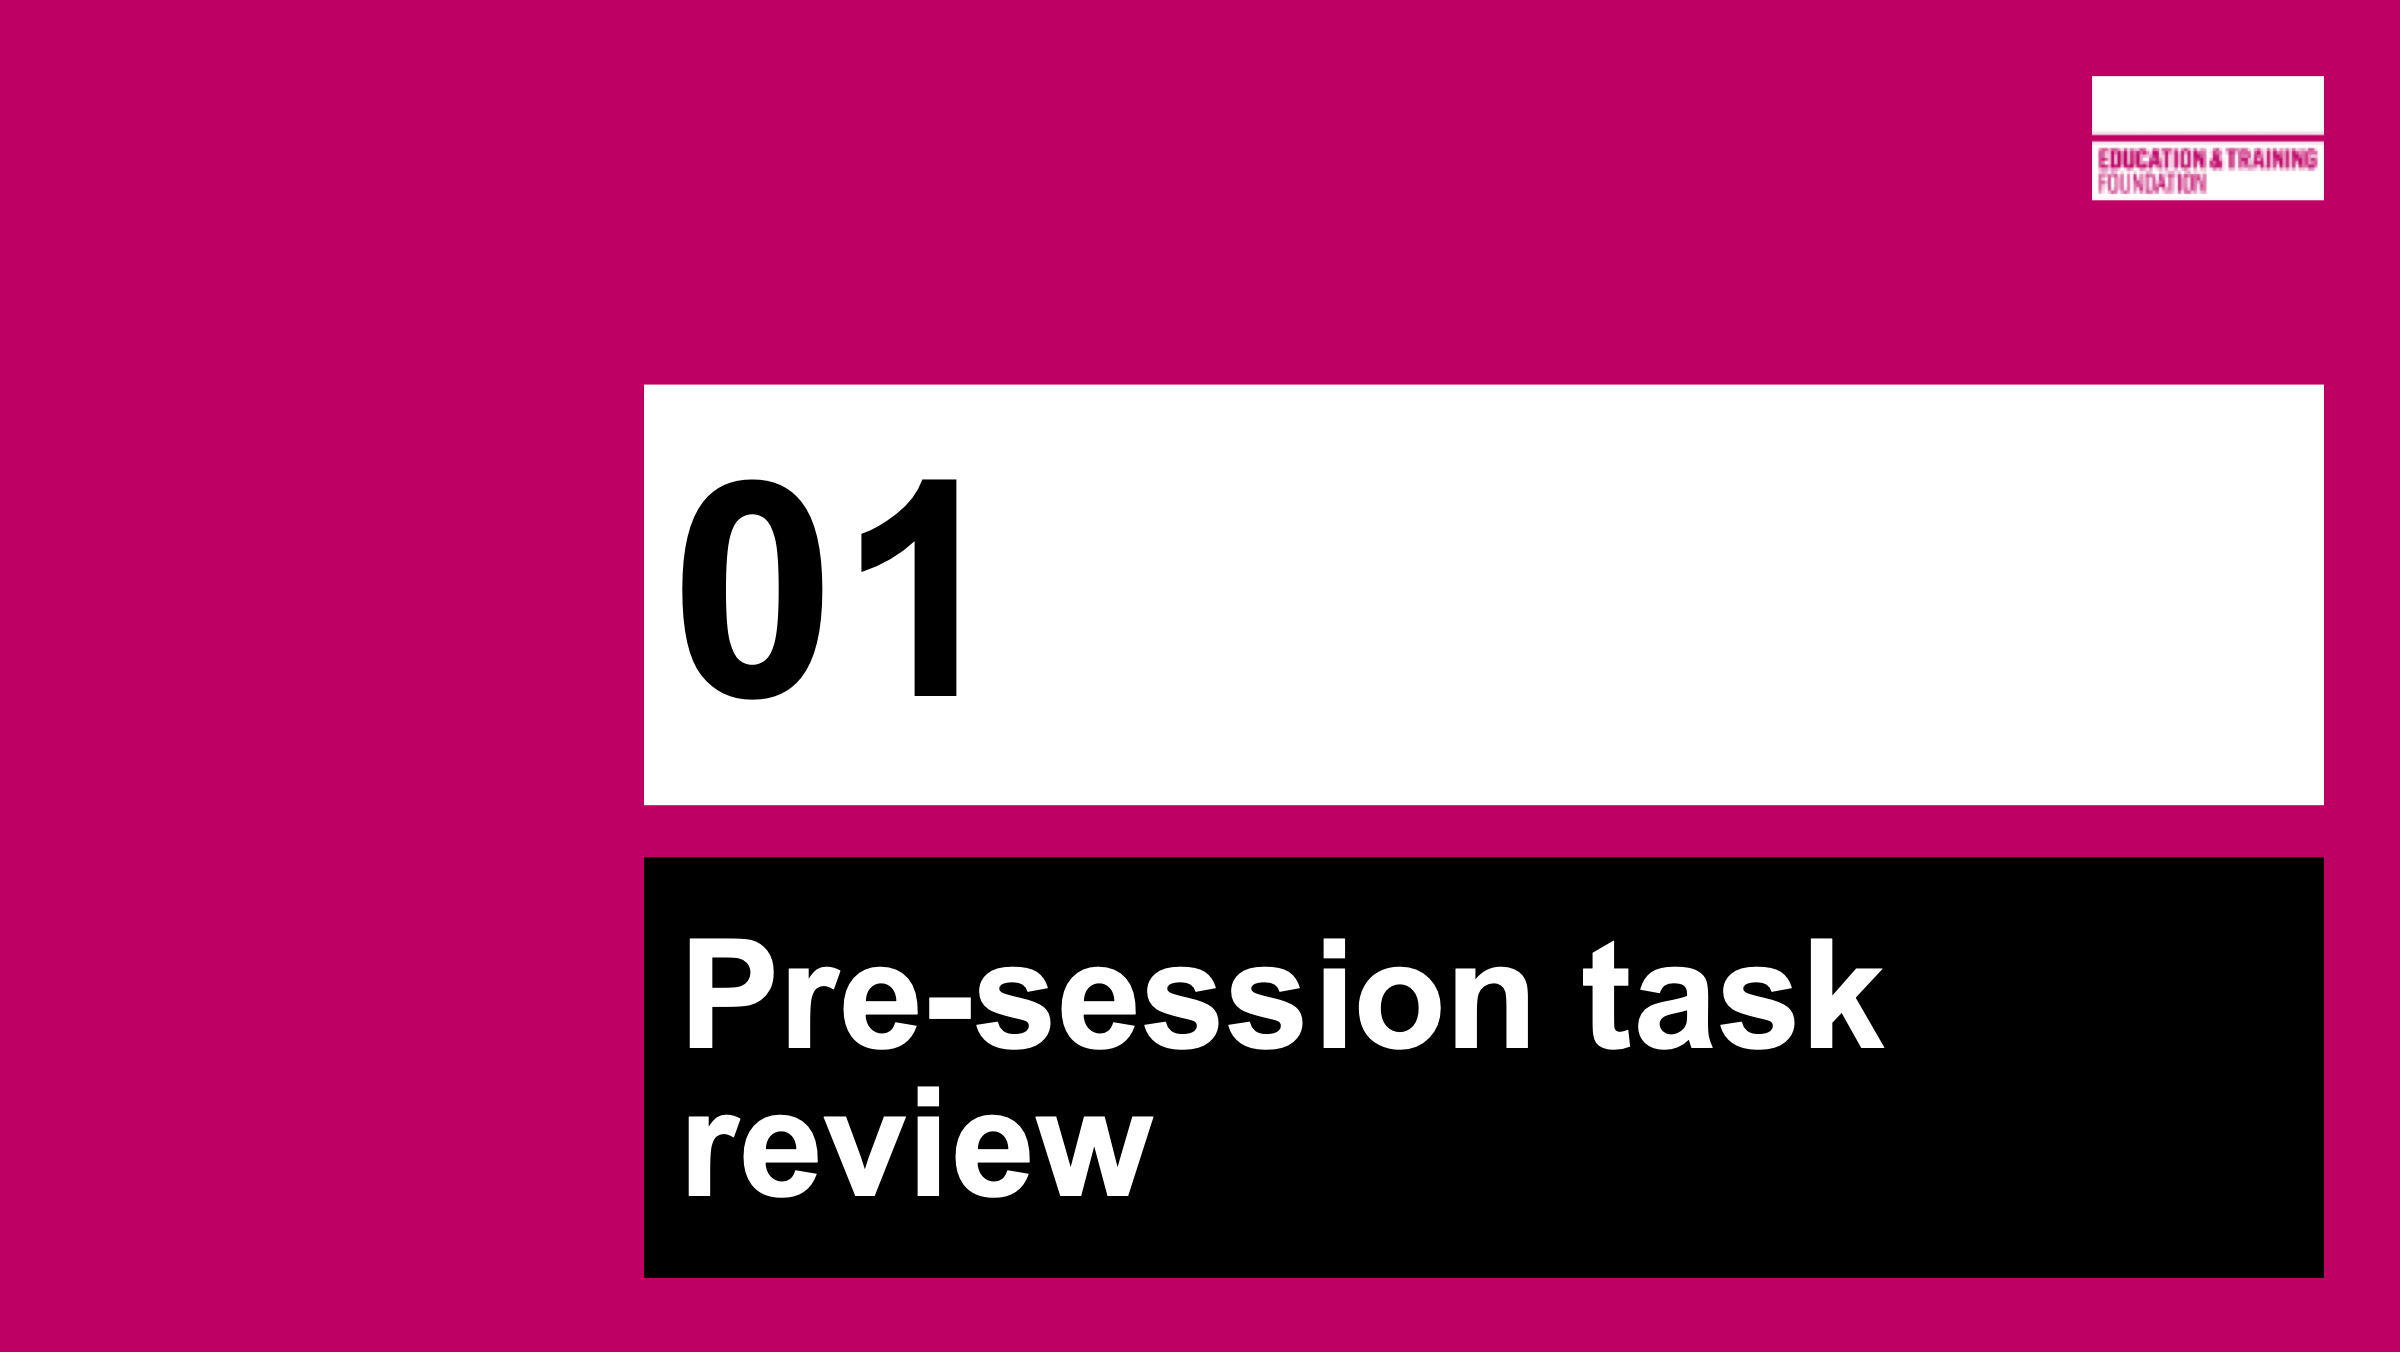 EDUCATION & TRAINING
FOUNDATION
01
Pre-session task
review